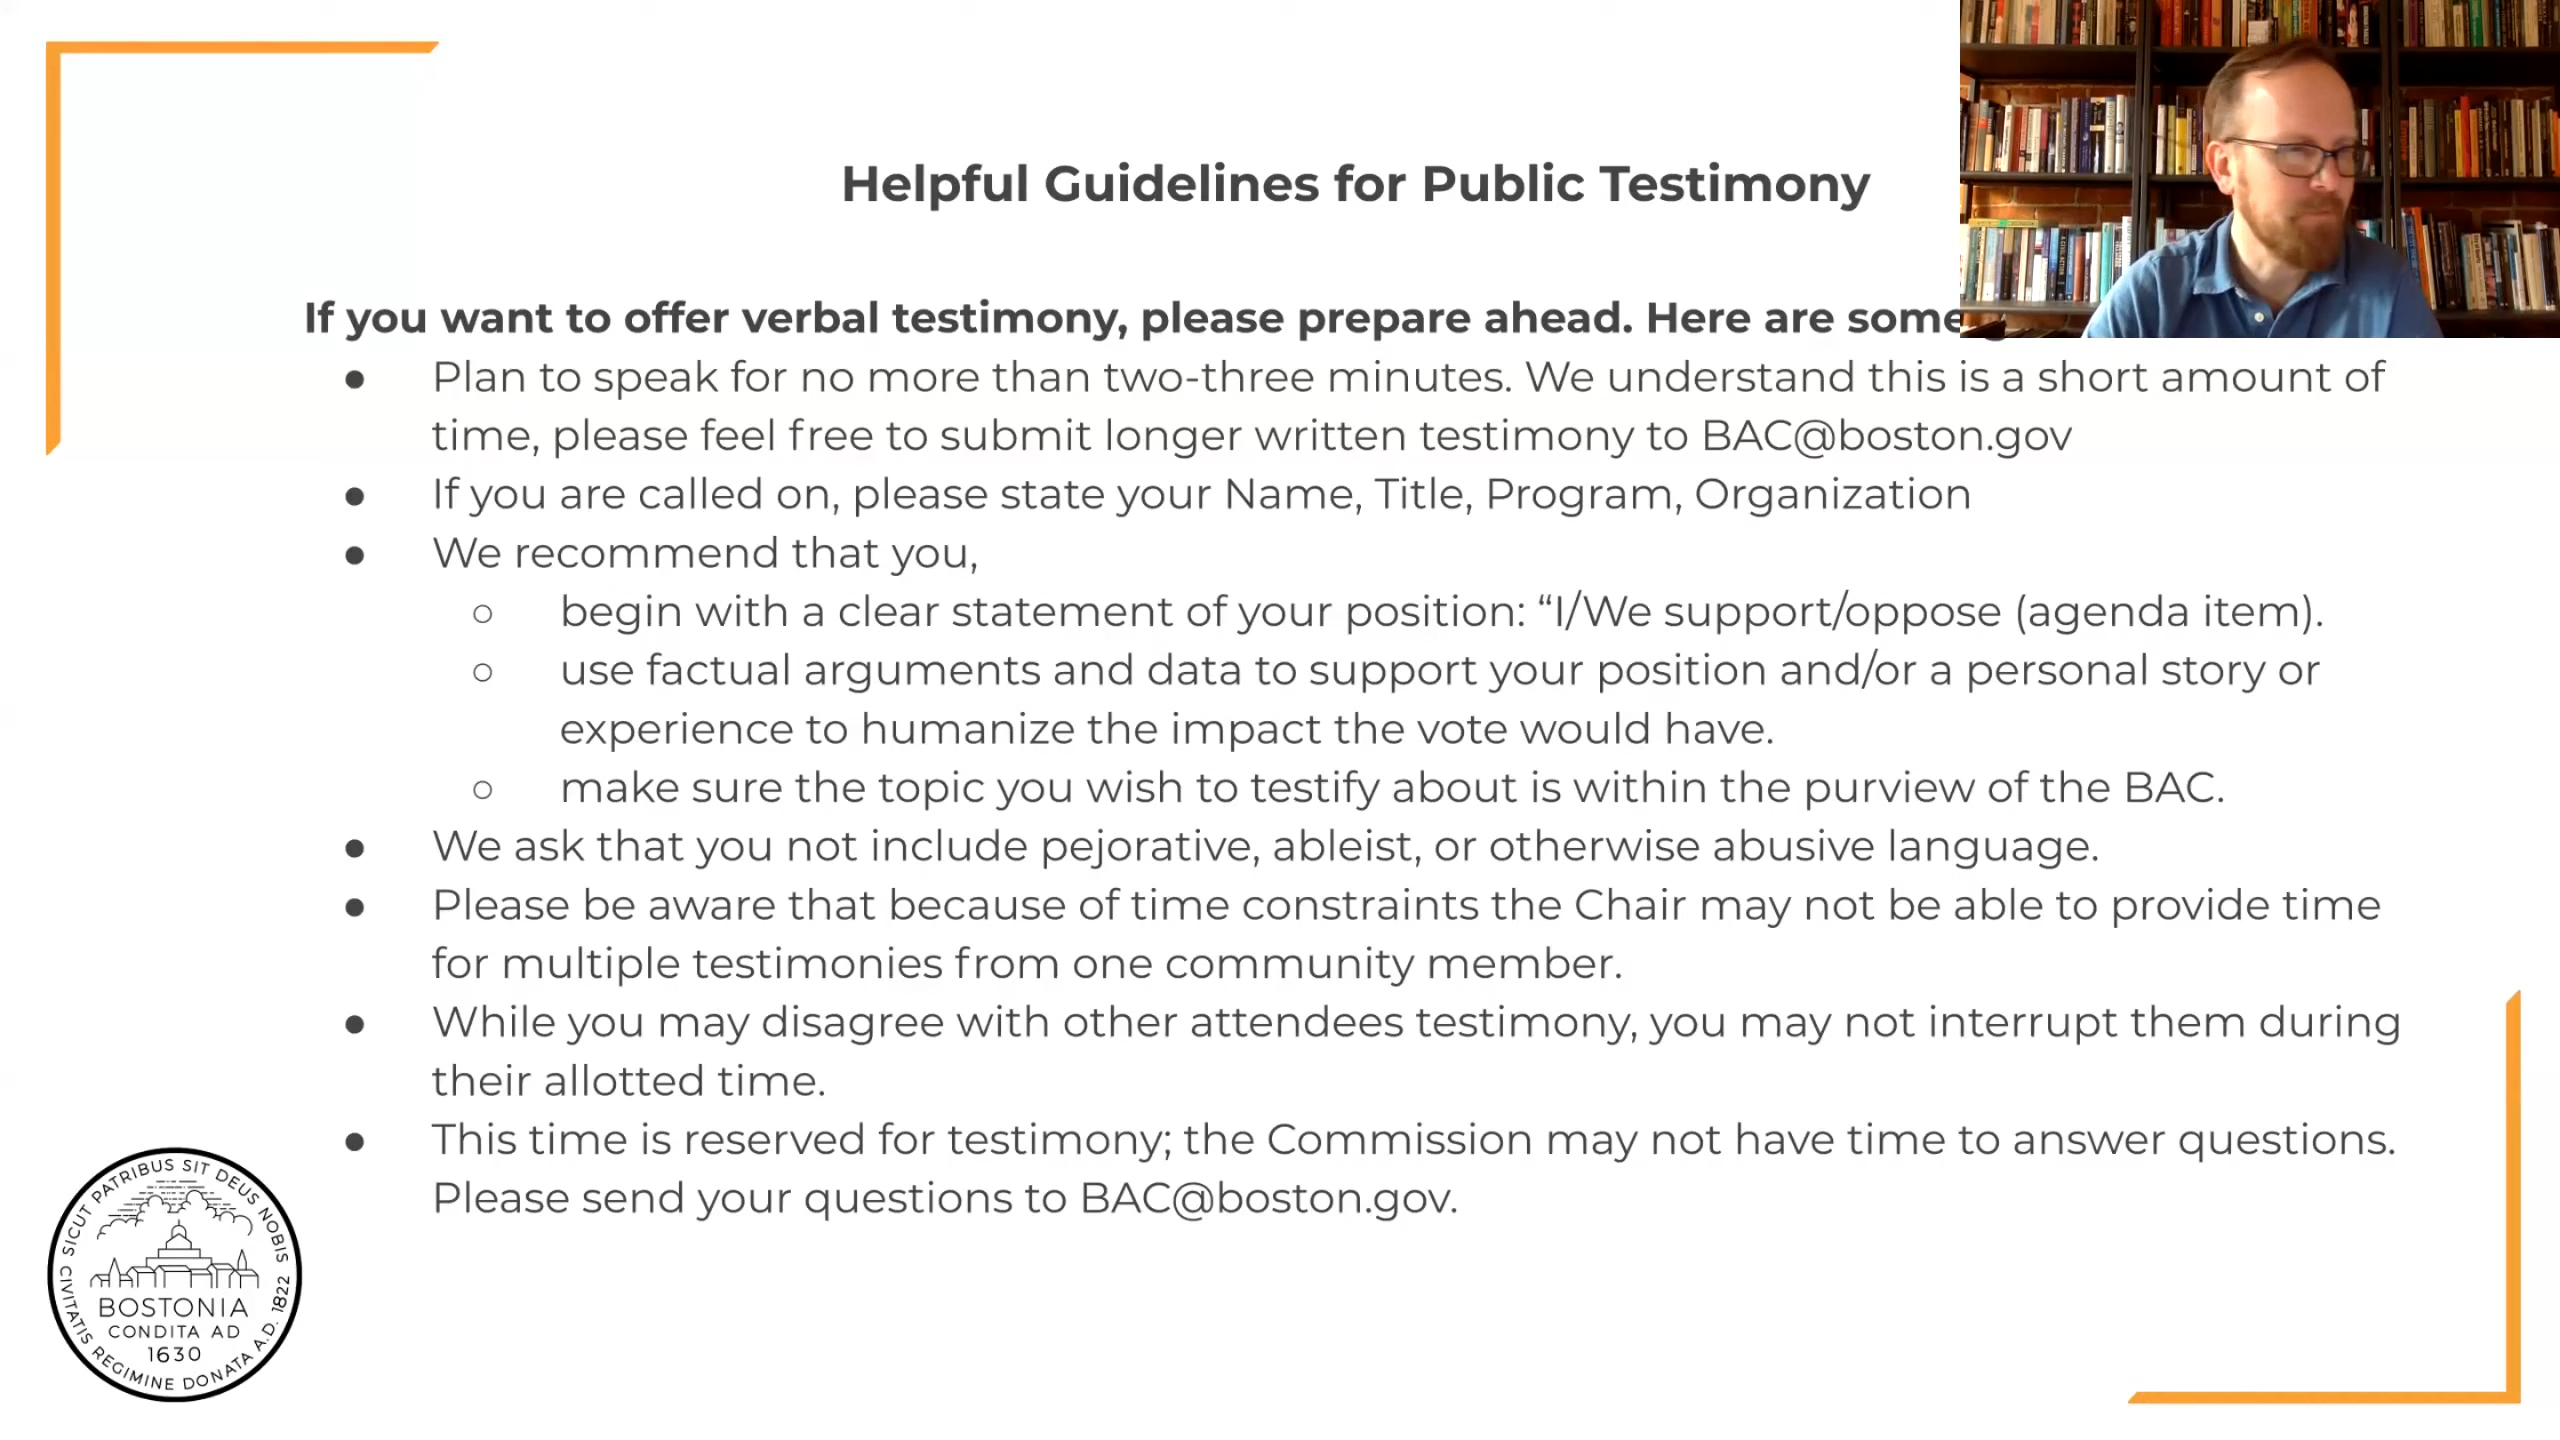 Helpful Guidelines for Public Testimony
If you want to offer verbal testimony, please prepare ahead. Here are some
● Plan to speak for no more than two-three minutes. We understand this is a short amount of
time, please feel free to submit longer written testimony to BAC@boston.gov
● If you are called on, please state your Name, Title, Program, Organization
● We recommend that you,
○ begin with a clear statement of your position: “I/We support/oppose (agenda item).
○ use factual arguments and data to support your position and/or a personal story or
experience to humanize the impact the vote would have.
○ make sure the topic you wish to testify about is within the purview of the BAC.
● We ask that you not include pejorative, ableist, or otherwise abusive language.
● Please be aware that because of time constraints the Chair may not be able to provide time
for multiple testimonies from one community member.
● While you may disagree with other attendees testimony, you may not interrupt them during
their allotted time.
● This time is reserved for testimony; the Commission may not have time to answer questions.
Please send your questions to BAC@boston.gov.
SICUT PATRIBUS SIT DEUS NOBIS
CIVITATIS REGIMINE DONATA A.D. 1822
BOSTONIA
CONDITA AD
1630